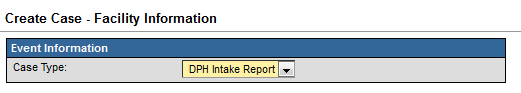 Create Case - Facility Information
Event Information
Case Type: DPH Intake Report